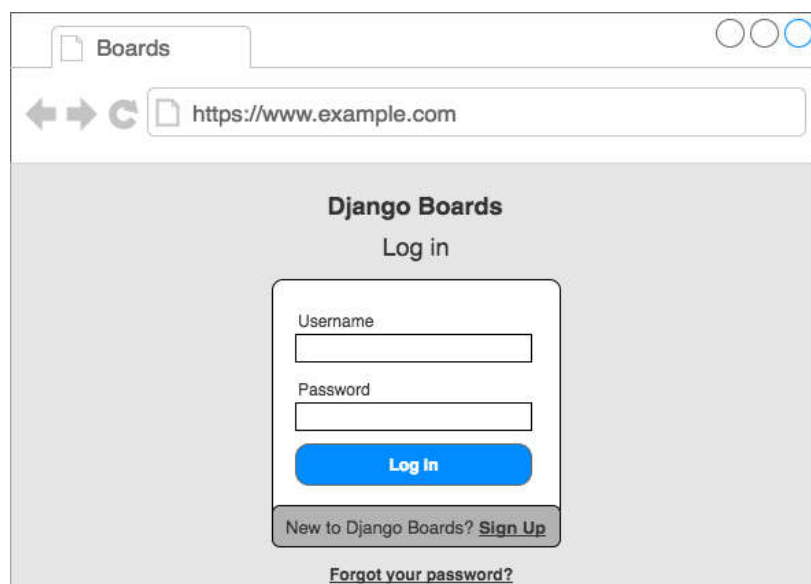 Boards
https://www.example.com
Django Boards
Log in
Username
Password
Log In
New to Django Boards? Sign Up
Forgot your password?